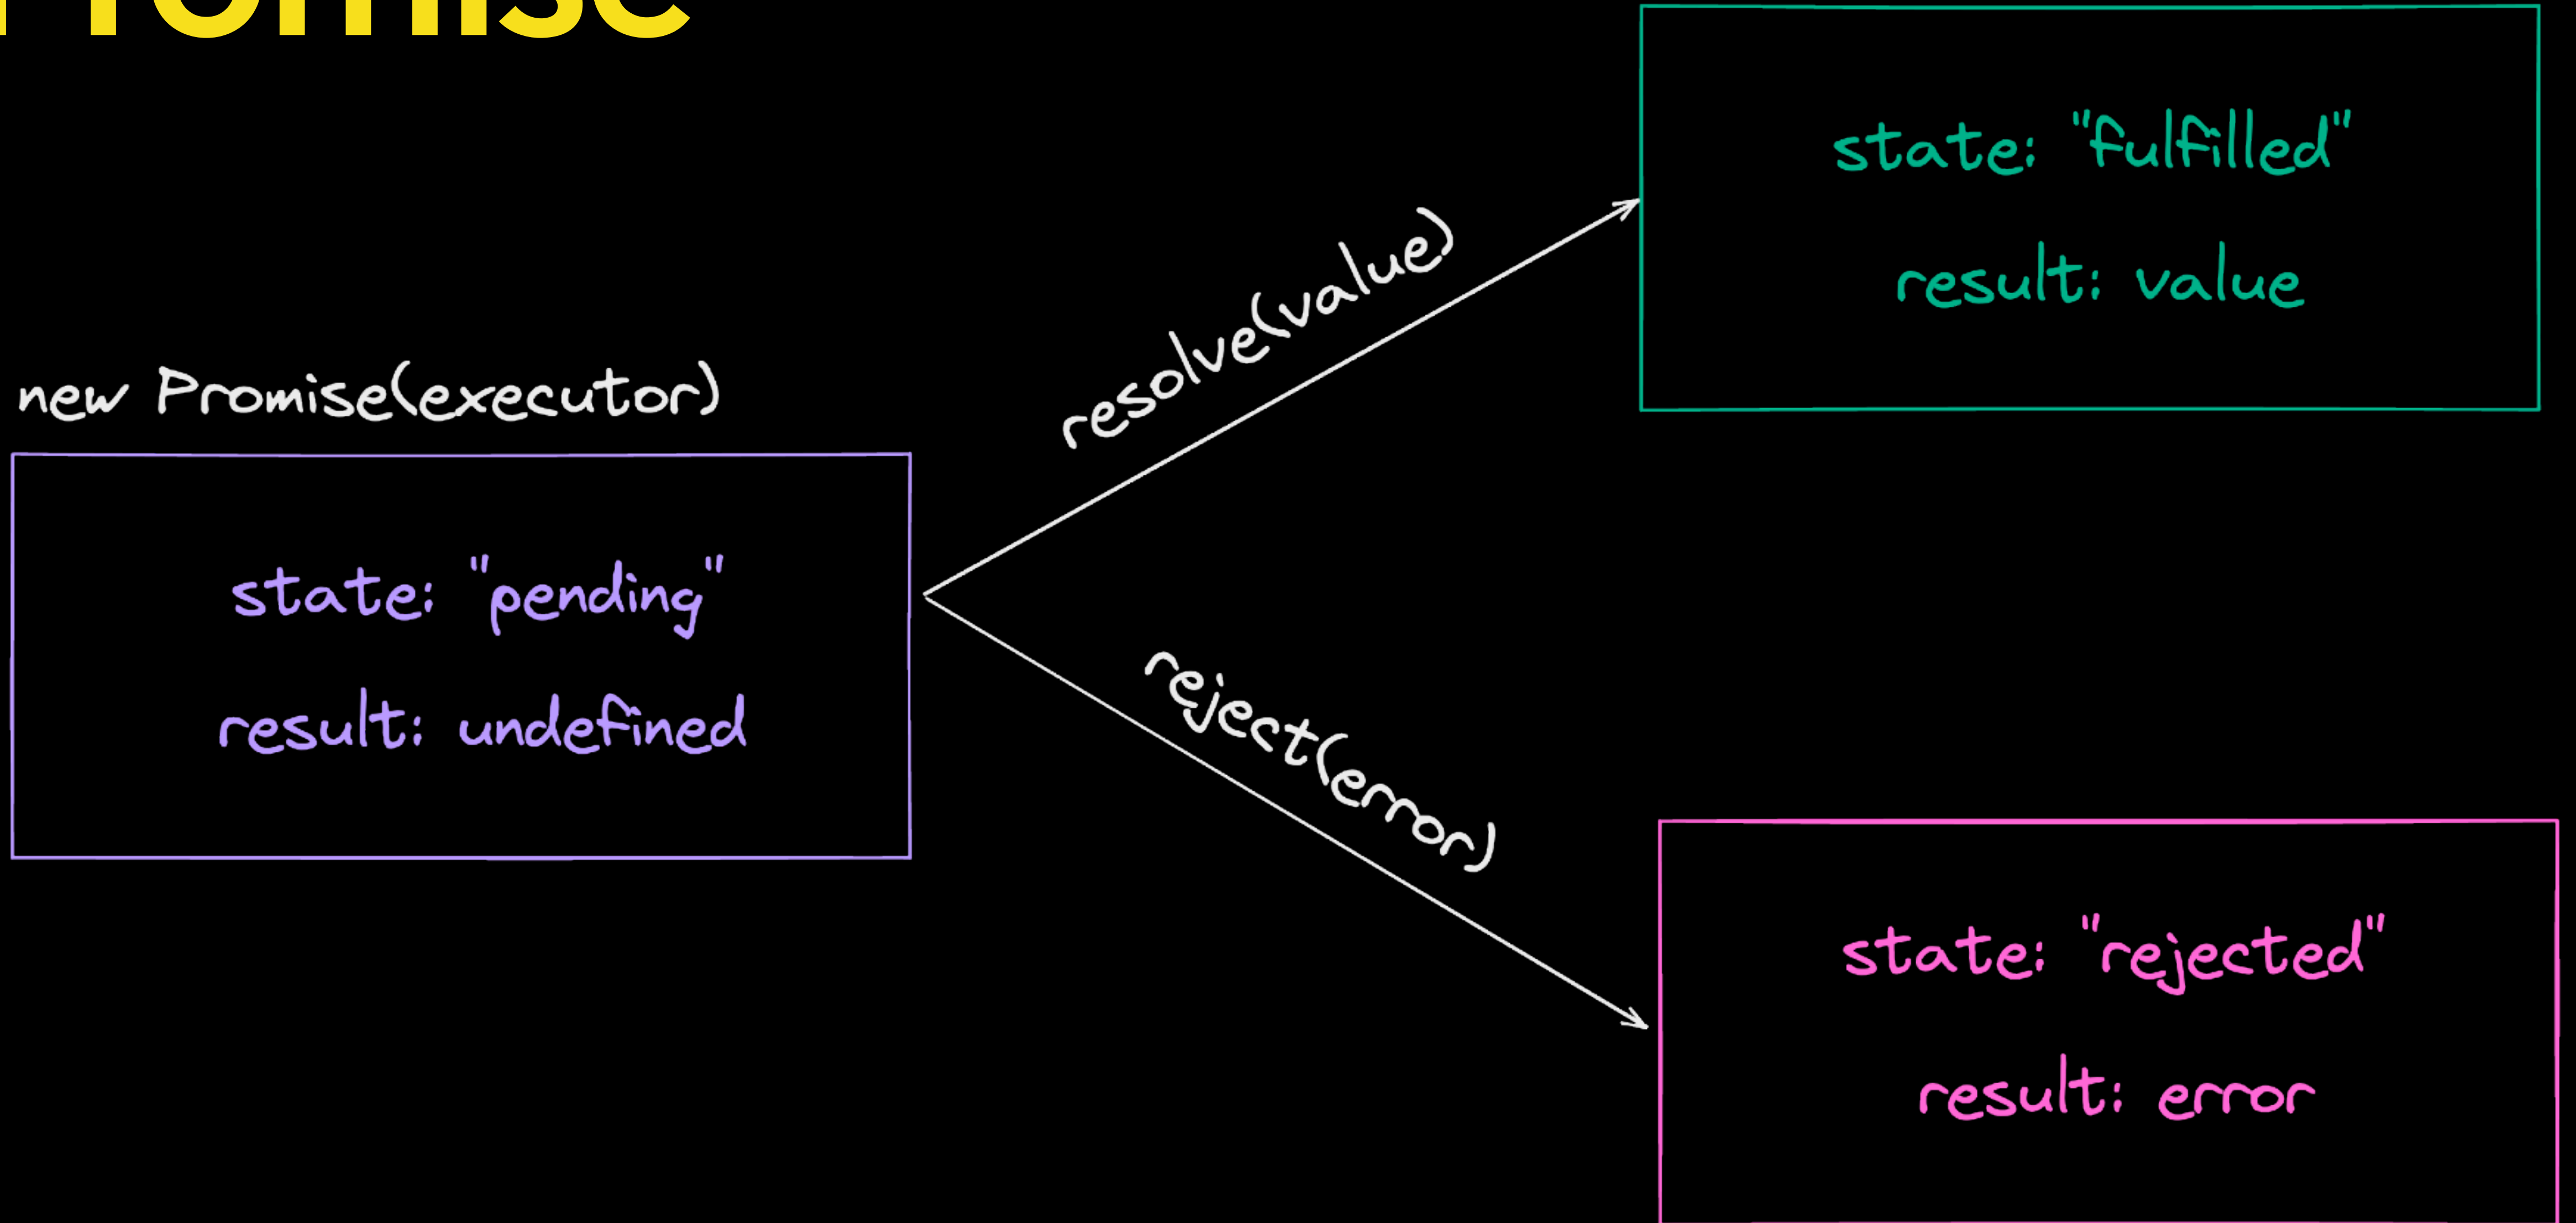 Promise
new Promise(executor)
state: "pending"
result: undefined
resolve(value)
state: "fulfilled"
result: value
reject(error)
state: "rejected"
result: error